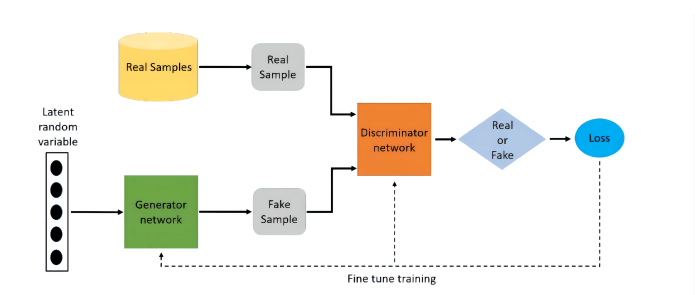 Real Samples
Real
Sample
Latent
random
variable
Discriminator
network
Real
or
Fake
Loss
Generator
network
Fake
Sample
Fine tune training